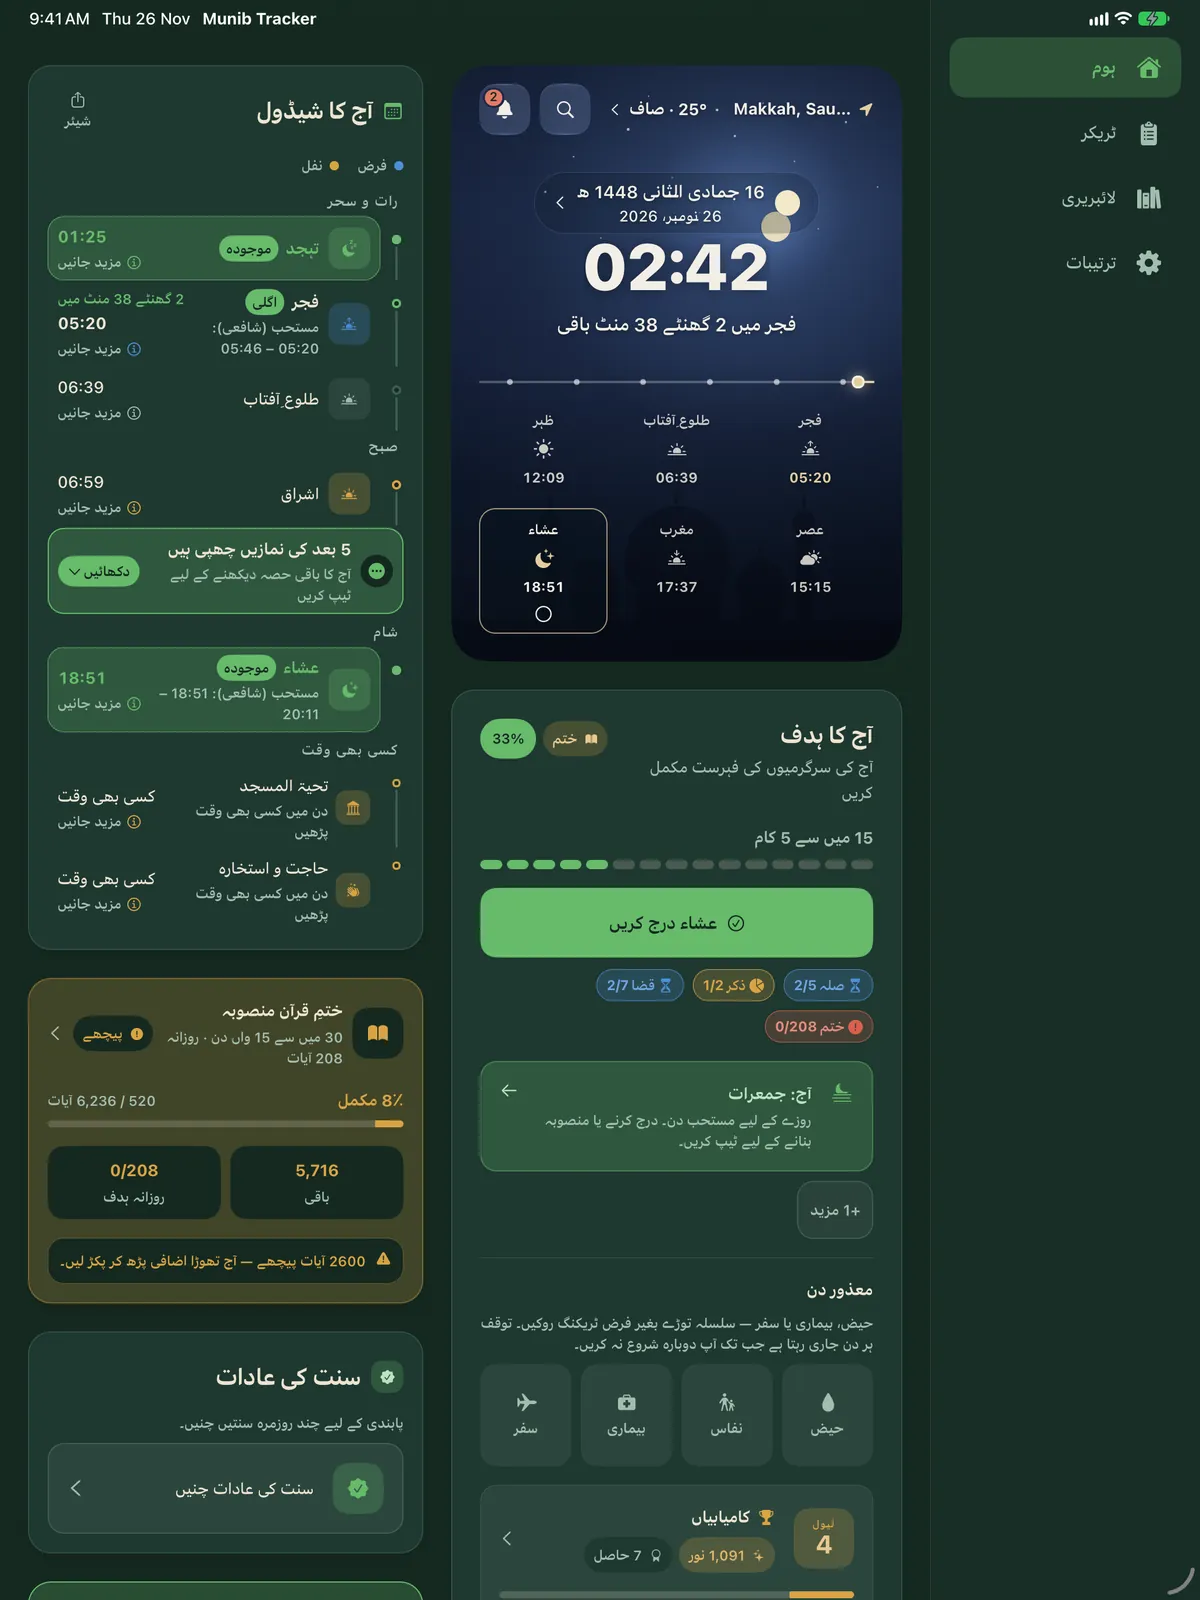 9:41 AM Thu 26 Nov Munib Tracker
ہوم
ٹریکر
لائبریری
ترتیبات
Makkah, Sau... · 25° · صاف
2
16 جمادی الثانی 1448 ھ
26 نومبر، 2026
02:42
فجر میں 2 گھنٹے 38 منٹ باقی
فجر
05:20
طلوعِ آفتاب
06:39
ظہر
12:09
عصر
15:15
مغرب
17:37
عشاء
18:51
آج کا ہدف
ختم
33%
آج کی سرگرمیوں کی فہرست مکمل
کریں
15 میں سے 5 کام
عشاء درج کریں
صلہ 2/5
ذکر 1/2
قضا 2/7
ختم 0/208
آج: جمعرات
روزے کے لیے مستحب دن۔ درج کرنے یا منصوبہ
بنانے کے لیے ٹیپ کریں۔
+1 مزید
معذور دن
حیض، بیماری یا سفر — سلسلہ توڑے بغیر فرض ٹریکنگ روکیں۔ توقف
ہر دن جاری رہتا ہے جب تک آپ دوبارہ شروع نہ کریں۔
حیض
نفاس
بیماری
سفر
لیول
4
کامیابیاں
1,091 نور
7 حاصل
آج کا شیڈول
شیئر
فرض
نفل
رات و سحر
تہجد
موجودہ
01:25
مزید جانیں
فجر
اگلی
2 گھنٹے 38 منٹ میں
05:20
مزید جانیں
مستحب (شافعی):
05:20 – 05:46
طلوعِ آفتاب
06:39
مزید جانیں
صبح
اشراق
06:59
مزید جانیں
5 بعد کی نمازیں چھپی ہیں
آج کا باقی حصہ دیکھنے کے لیے
ٹیپ کریں
دکھائیں
شام
عشاء
موجودہ
18:51
مزید جانیں
مستحب (شافعی): 18:51 –
20:11
کسی بھی وقت
تحیۃ المسجد
دن میں کسی بھی وقت
پڑھیں
کسی بھی وقت
مزید جانیں
حاجت و استخارہ
دن میں کسی بھی وقت
پڑھیں
کسی بھی وقت
مزید جانیں
ختمِ قرآن منصوبہ
30 میں سے 15 واں دن · روزانہ
208 آیات
پیچھے
8٪ مکمل
520 / 6,236 آیات
5,716
باقی
0/208
روزانہ ہدف
2600 آیات پیچھے — آج تھوڑا اضافی پڑھ کر پکڑ لیں۔
سنت کی عادات
پابندی کے لیے چند روزمرہ سنتیں چنیں۔
سنت کی عادات چنیں